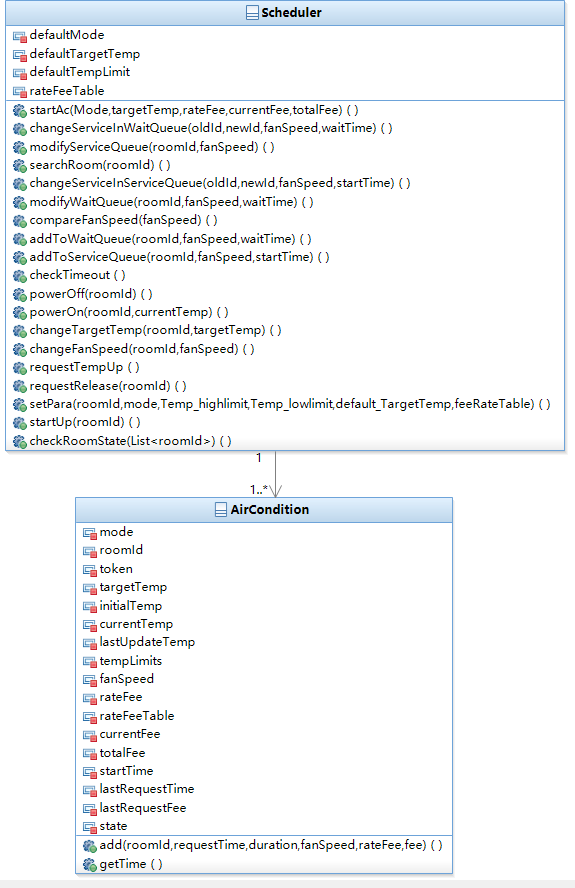 Scheduler
defaultMode
defaultTargetTemp
defaultTempLimit
rateFeeTable
startAc(Mode,targetTemp,rateFee,currentFee,totalFee) ( )
changeServiceInWaitQueue(oldId,newId,fanSpeed,waitTime) ( )
modifyServiceQueue(roomId,fanSpeed) ( )
searchRoom(roomId) ( )
changeServiceInServiceQueue(oldId,newId,fanSpeed,startTime) ( )
modifyWaitQueue(roomId,fanSpeed,waitTime) ( )
compareFanSpeed(fanSpeed) ( )
addToWaitQueue(roomId,fanSpeed,waitTime) ( )
addToServiceQueue(roomId,fanSpeed,startTime) ( )
checkTimeout ( )
powerOff(roomId) ( )
powerOn(roomId,currentTemp) ( )
changeTargetTemp(roomId,targetTemp) ( )
changeFanSpeed(roomId,fanSpeed) ( )
requestTempUp ( )
requestRelease(roomId) ( )
setPara(roomId,mode,Temp_highlimit,Temp_lowlimit,default_TargetTemp,feeRateTable) ( )
startUp(roomId) ( )
checkRoomState(List<roomId>) ( )
1
1..*
AirCondition
mode
roomId
token
targetTemp
initialTemp
currentTemp
lastUpdateTemp
tempLimits
fanSpeed
rateFee
rateFeeTable
currentFee
totalFee
startTime
lastRequestTime
lastRequestFee
state
add(roomId,requestTime,duration,fanSpeed,rateFee,fee) ( )
getTime ( )